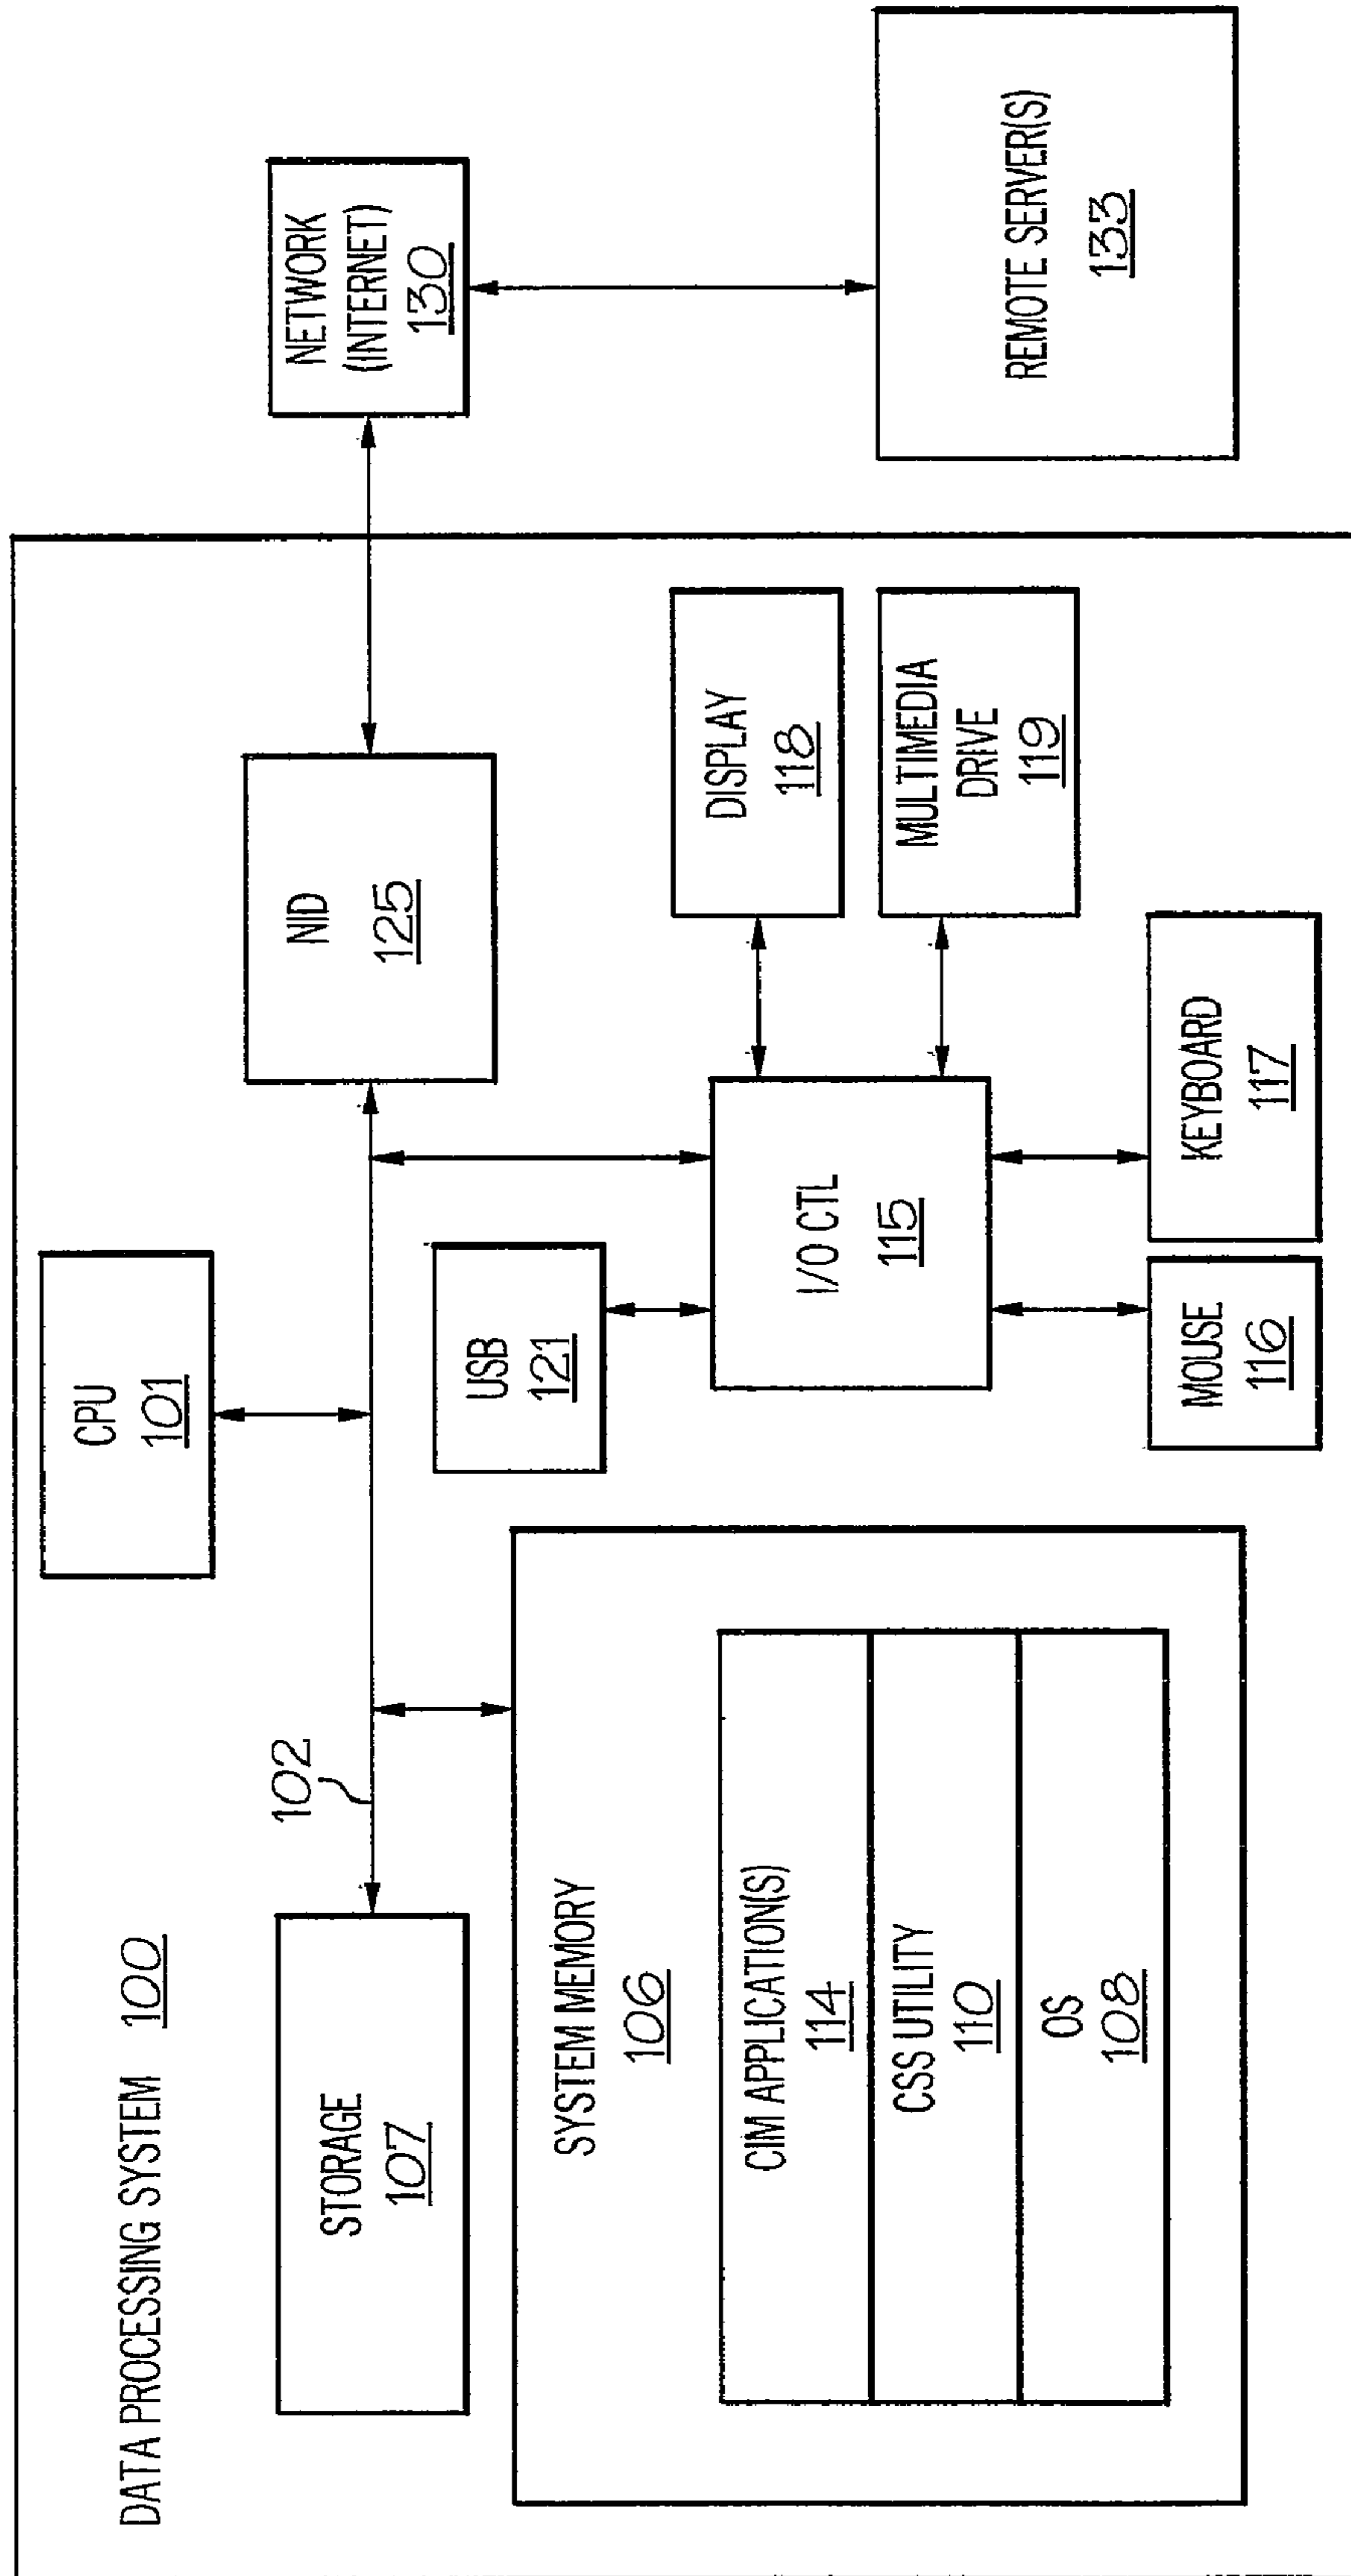 DATA PROCESSING SYSTEM 100
CPU
101
102
STORAGE
107
NID
125
NETWORK
(INTERNET)
130
SYSTEM MEMORY
106
CIM APPLICATION(S)
114
CSS UTILITY
110
OS
108
USB
121
I/O CTL
115
DISPLAY
118
MULTIMEDIA
DRIVE
119
MOUSE
116
KEYBOARD
117
REMOTE SERVER(S)
133